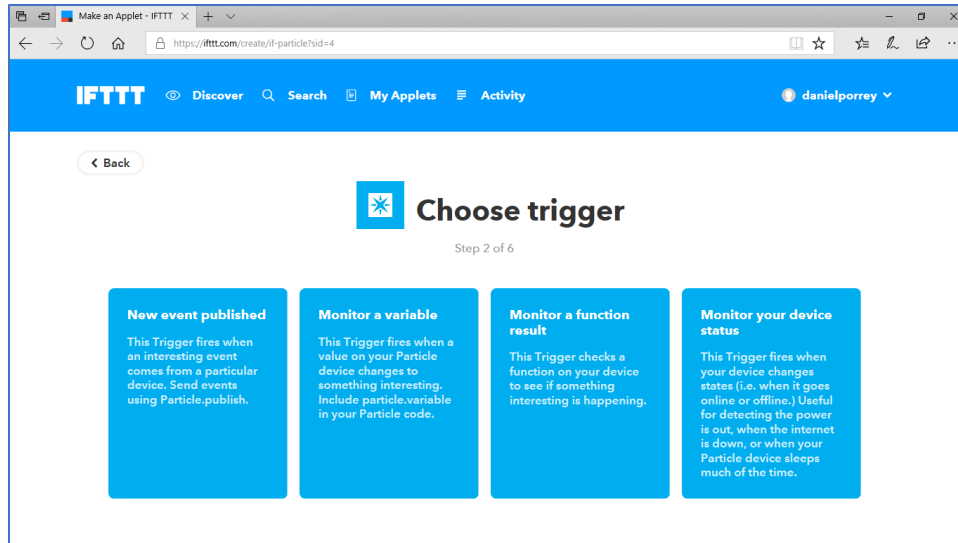 Make an Applet - IFTTT
https://ifttt.com/create/if-particle?sid=4
IFTTT Discover Search My Applets Activity danielporrey
Back
Choose trigger
Step 2 of 6
New event published
This Trigger fires when
an interesting event
comes from a particular
device. Send events
using Particle.publish.
Monitor a variable
This Trigger fires when a
value on your Particle
device changes to
something interesting.
Include particle.variable
in your Particle code.
Monitor a function
result
This Trigger checks a
function on your device
to see if something
interesting is happening.
Monitor your device
status
This Trigger fires when
your device changes
states (i.e. when it goes
online or offline.) Useful
for detecting the power
is out, when the internet
is down, or when your
Particle device sleeps
much of the time.